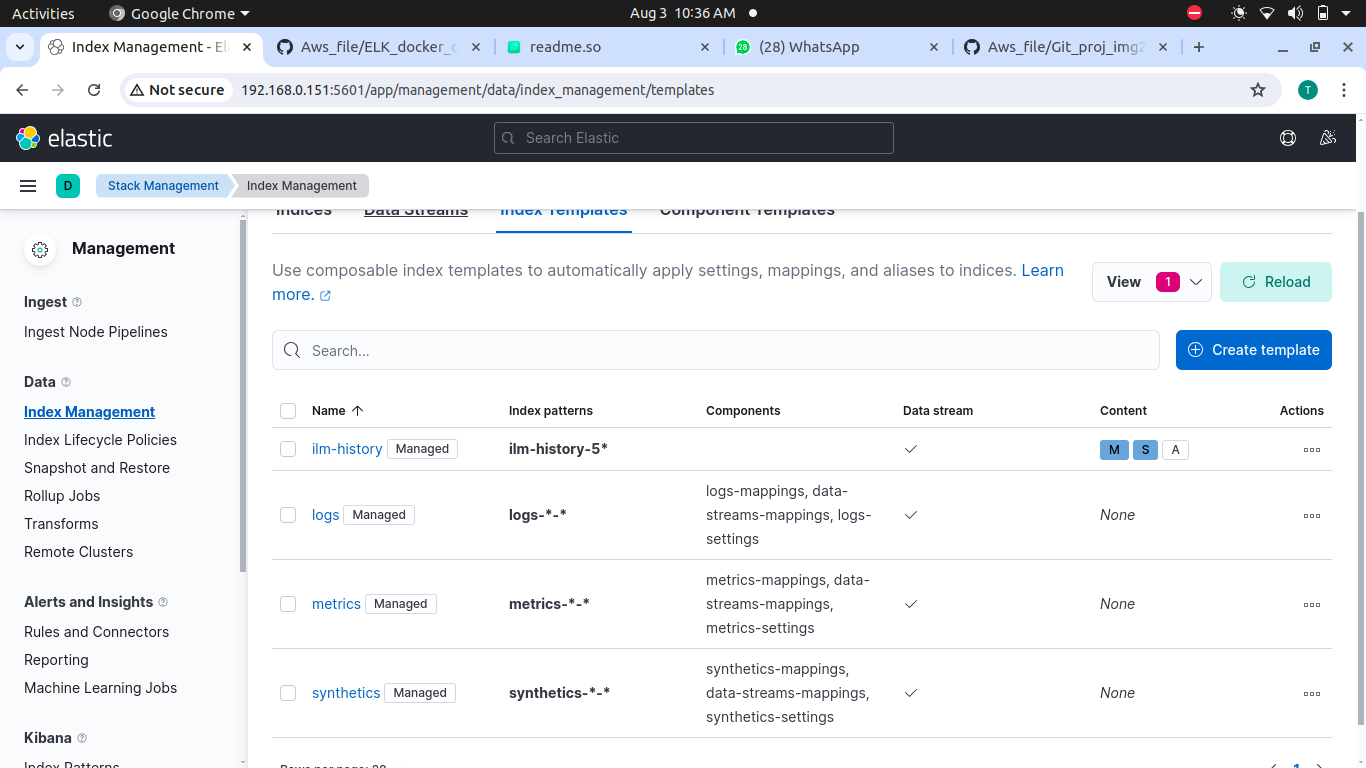 Activities
Google Chrome
Aug 3 10:36 AM
Index Management - El
Aws_file/ELK_docker_c
readme.so
28
(28) WhatsApp
Aws_file/Git_proj_img2
Not secure
192.168.0.151:5601/app/management/data/index_management/templates
T
elastic
Search Elastic
D
Stack Management
Index Management
Indices
Data Streams
Index Templates
Component Templates
Management
Ingest
Ingest Node Pipelines
Data
Index Management
Index Lifecycle Policies
Snapshot and Restore
Rollup Jobs
Transforms
Remote Clusters
Alerts and Insights
Rules and Connectors
Reporting
Machine Learning Jobs
Kibana
Index Patterns
Use composable index templates to automatically apply settings, mappings, and aliases to indices. Learn
more.
View 1
Reload
Search...
Create template
Name Index patterns Components Data stream Content Actions
ilm-history Managed ilm-history-5* M S A
logs Managed logs-*-* logs-mappings, data-
streams-mappings, logs-
settings
None
metrics Managed metrics-*-* metrics-mappings, data-
streams-mappings,
metrics-settings
None
synthetics Managed synthetics-*-* synthetics-mappings,
data-streams-mappings,
synthetics-settings
None
Rows per page: 20
1